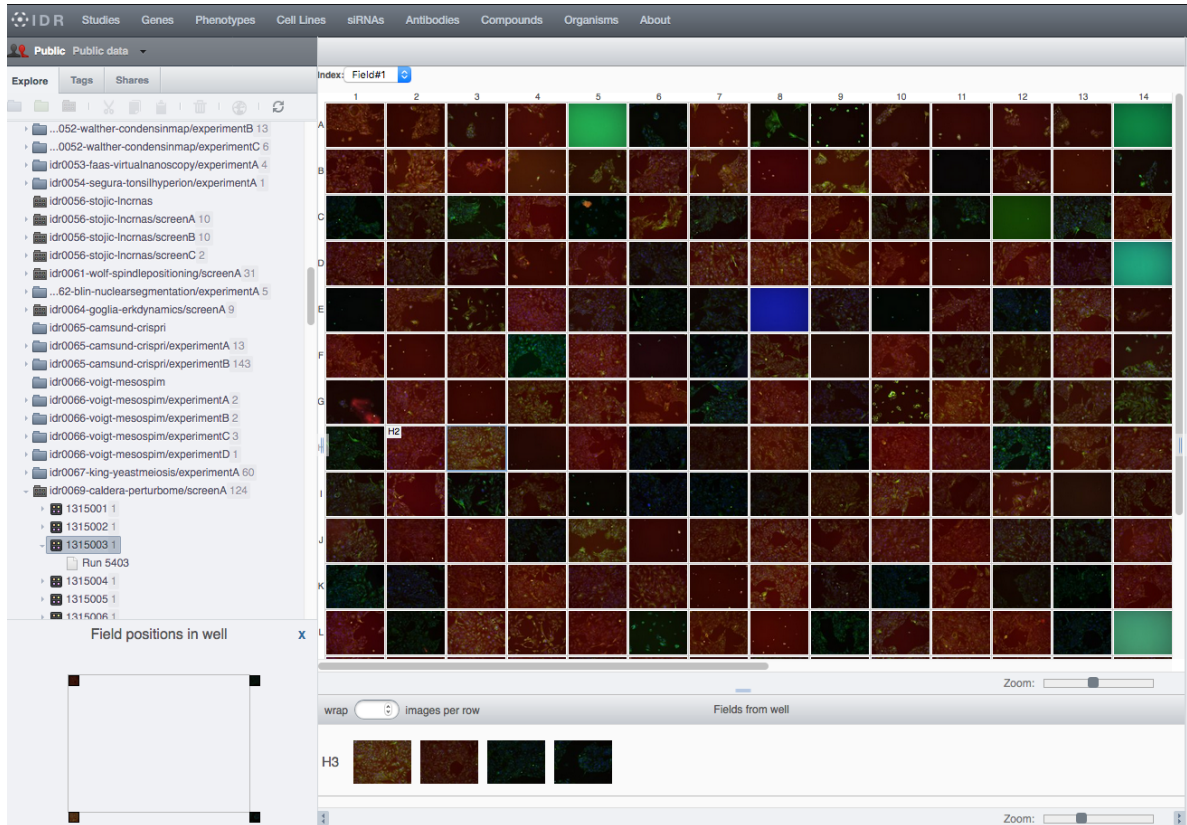 IDR Studies Genes Phenotypes Cell Lines siRNAs Antibodies Compounds Organisms About
Public Public data
Explore Tags Shares
Index: Field#1
1 2 3 4 5 6 7 8 9 10 11 12 13 14
A
B
C
D
E
F
G
H2
I
J
K
L
...052-walther-condensinmap/experimentB 13
...0052-walther-condensinmap/experimentC 6
idr0053-faas-virtualnanoscopy/experimentA 4
idr0054-segura-tonsilhyperion/experimentA 1
idr0056-stojic-lncrnas
idr0056-stojic-lncrnas/screenA 10
idr0056-stojic-lncrnas/screenB 10
idr0056-stojic-lncrnas/screenC 2
idr0061-wolf-spindlepositioning/screenA 31
...62-blin-nuclearsegmentation/experimentA 5
idr0064-goglia-erkdynamics/screenA 9
idr0065-camsund-crispri
idr0065-camsund-crispri/experimentA 13
idr0065-camsund-crispri/experimentB 143
idr0066-voigt-mesospim
idr0066-voigt-mesospim/experimentA 2
idr0066-voigt-mesospim/experimentB 2
idr0066-voigt-mesospim/experimentC 3
idr0066-voigt-mesospim/experimentD 1
idr0067-king-yeastmeiosis/experimentA 60
idr0069-caldera-perturbome/screenA 124
1315001 1
1315002 1
1315003 1
Run 5403
1315004 1
1315005 1
1315006 1
Field positions in well x
Zoom:
wrap images per row Fields from well
H3
Zoom: